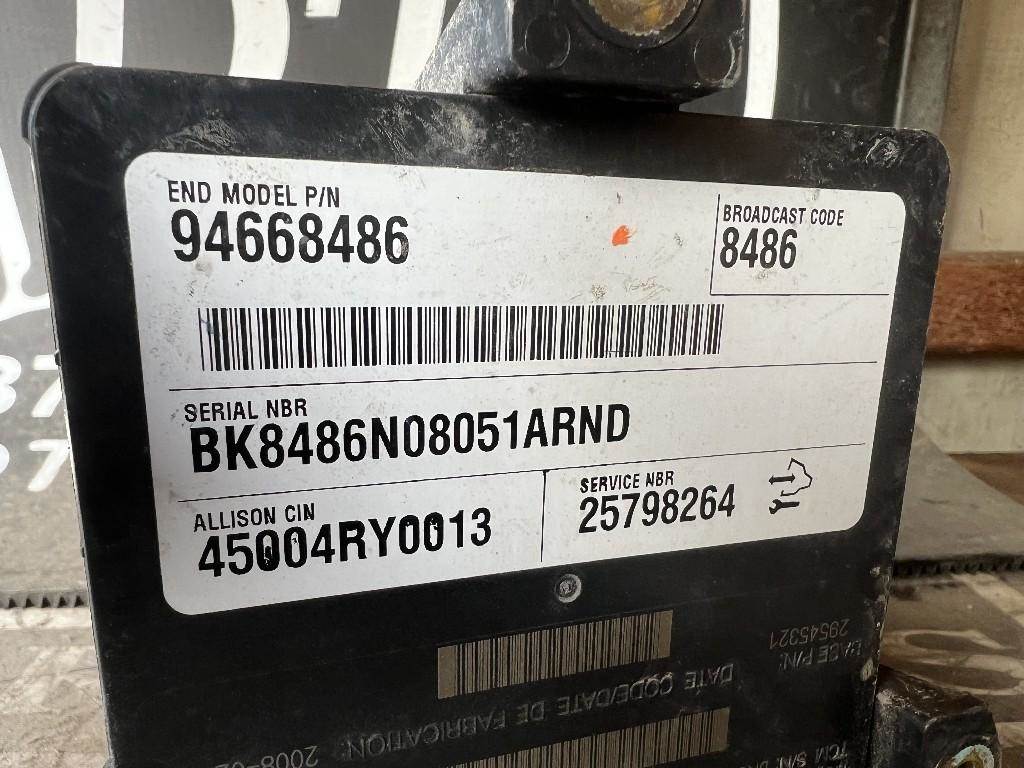 END MODEL P/N
94668486
BROADCAST CODE
8486
SERIAL NBR
BK8486N08051ARND
ALLISON CIN
45004RY0013
SERVICE NBR
25798264
BASE P/N:
29545321
DATE CODE/DATE DE FABRICATION:
TCM S/N: